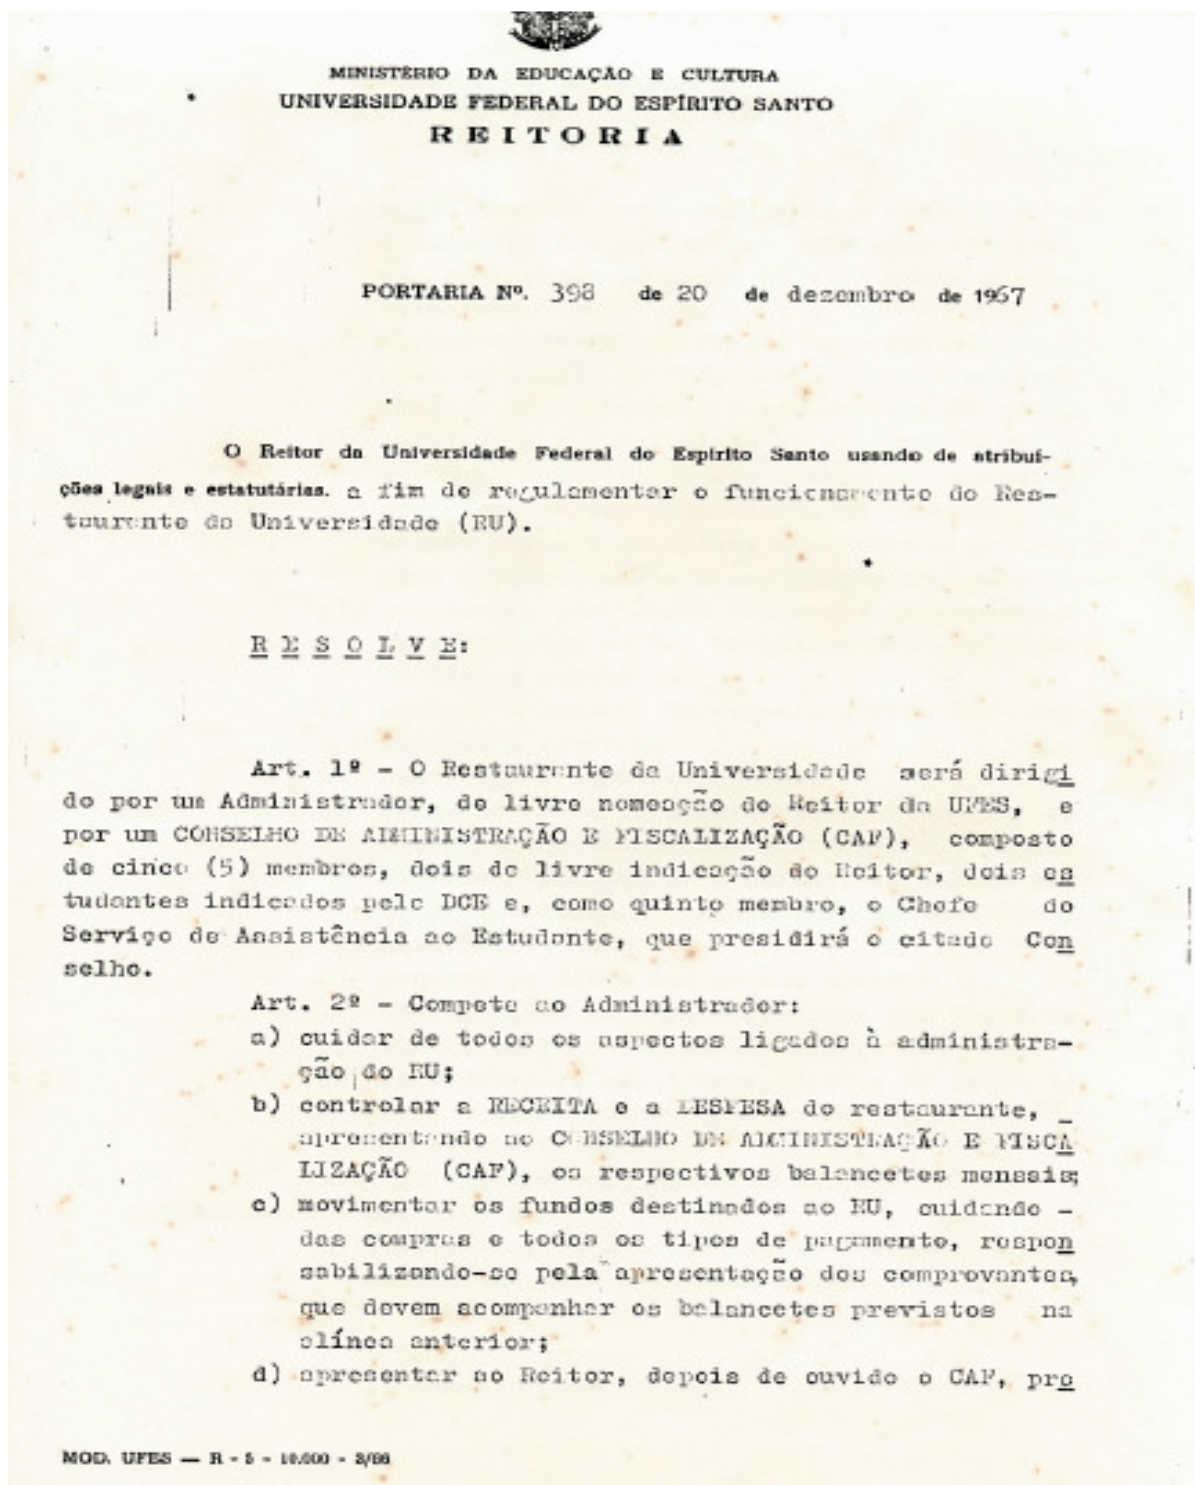 MINISTÉRIO DA EDUCAÇÃO E CULTURA
UNIVERSIDADE FEDERAL DO ESPÍRITO SANTO
REITORIA
PORTARIA Nº. 398 de 20 de dezembro de 1967
O Reitor da Universidade Federal do Espírito Santo usando de atribui-
ções legais e estatutárias. a fim de regulamentar o funcionamento do Res-
taurante da Universidade (RU).
R E S O L V E:
Art. 1º - O Restaurante da Universidade será dirigi
do por um Administrador, de livre nomeação do Reitor da UFES, e
por um CONSELHO DE ADMINISTRAÇÃO E FISCALIZAÇÃO (CAF), composto
de cinco (5) membros, dois de livre indicação do Reitor, dois es
tudantes indicados pelo DCE e, como quinto membro, o Chefe do
Serviço de Assistência ao Estudante, que presidirá o citado Con
selho.
Art. 2º - Compete ao Administrador:
a) cuidar de todos os aspectos ligados à administra-
ção do RU;
b) controlar a RECEITA e a DESPESA do restaurante, _
apresentando ao CONSELHO DE ADMINISTRAÇÃO E FISCA
LIZAÇÃO (CAF), os respectivos balancetes mensais;
c) movimentar os fundos destinados ao RU, cuidando -
das compras e todos os tipos de pagamento, respon
sabilizando-se pela apresentação dos comprovantes,
que devem acompanhar os balancetes previstos na
alínea anterior;
d) apresentar ao Reitor, depois de ouvido o CAF, pro
MOD. UFES — R - 5 - 10.000 - 3/66